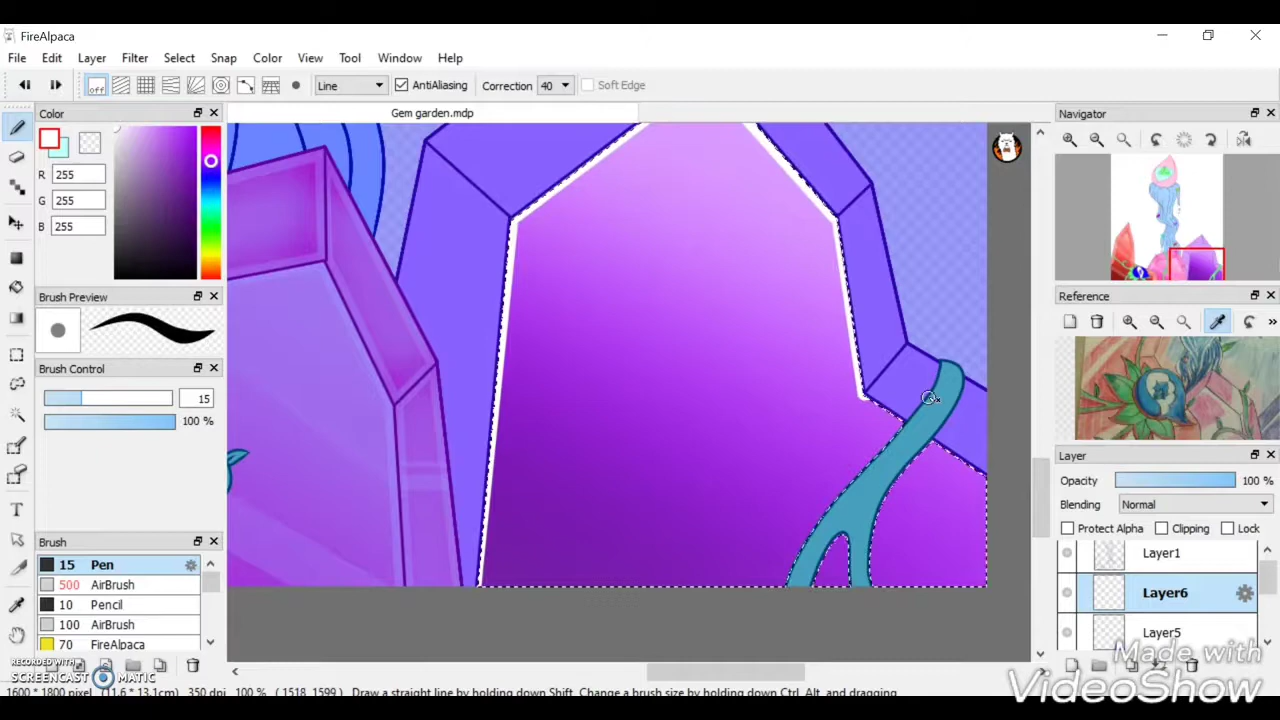 FireAlpaca
File Edit Layer Filter Select Snap Color View Tool Window Help
off Line AntiAliasing Correction 40 Soft Edge
Color Gem garden.mdp Navigator
R 255
G 255
B 255
Brush Preview Reference
Brush Control
15
100 %
Layer
Opacity 100 %
Blending Normal
Protect Alpha Clipping Lock
Brush
15 Pen
500 AirBrush
10 Pencil
100 AirBrush
70 FireAlpaca
Layer1
Layer6
Layer5
RECORDED WITH
SCREENCAST MATIC
Made with
VideoShow
1600 * 1800 pixel (11.6 * 13.1cm) 350 dpi 100 % ( 1518, 1599 ) Draw a straight line by holding down Shift, Change a brush size by holding down Ctrl, Alt, and dragging